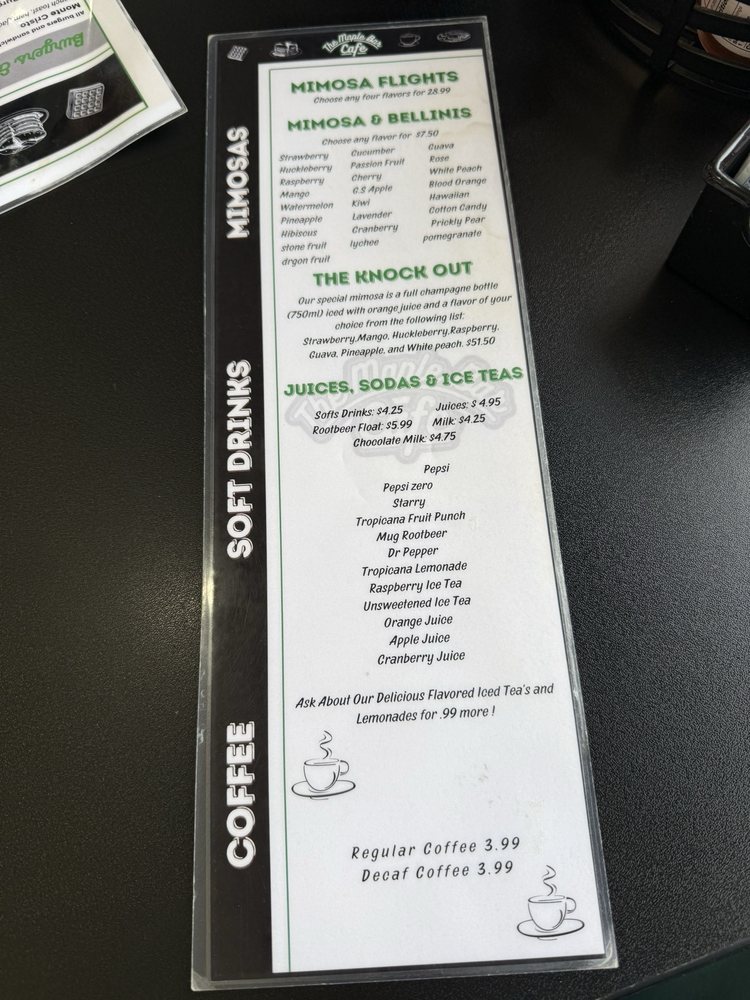 The Maple Bar
Cafe
MIMOSA FLIGHTS
Choose any four flavors for 28.99
MIMOSA & BELLINIS
Choose any flavor for $7.50
Strawberry
Huckleberry
Raspberry
Mango
Watermelon
Pineapple
Hibiscus
stone fruit
drgon fruit
Cucumber
Passion Fruit
Cherry
G.S Apple
Kiwi
Lavender
Cranberry
lychee
Guava
Rose
White Peach
Blood Orange
Hawaiian
Cotton Candy
Prickly Pear
pomegranate
MIMOSAS
THE KNOCK OUT
Our special mimosa is a full champagne bottle
(750ml) iced with orange juice and a flavor of your
choice from the following list:
Strawberry,Mango, Huckleberry,Raspberry,
Guava, Pineapple, and White peach. $51.50
JUICES, SODAS & ICE TEAS
Softs Drinks: $4.25 Juices: $ 4.95
Rootbeer Float: $5.99 Milk: $4.25
Chocolate Milk: $4.75
SOFT DRINKS
Pepsi
Pepsi zero
Starry
Tropicana Fruit Punch
Mug Rootbeer
Dr Pepper
Tropicana Lemonade
Raspberry Ice Tea
Unsweetened Ice Tea
Orange Juice
Apple Juice
Cranberry Juice
Ask About Our Delicious Flavored Iced Tea's and
Lemonades for .99 more !
COFFEE
Regular Coffee 3.99
Decaf Coffee 3.99
Burgers &
All burgers and sandwich
Monte Cristo